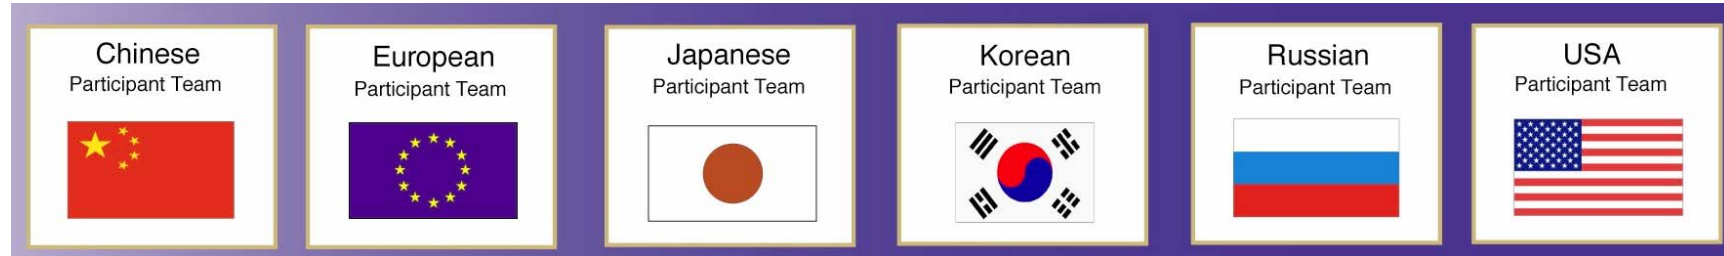 Chinese
Participant Team
European
Participant Team
Japanese
Participant Team
Korean
Participant Team
Russian
Participant Team
USA
Participant Team